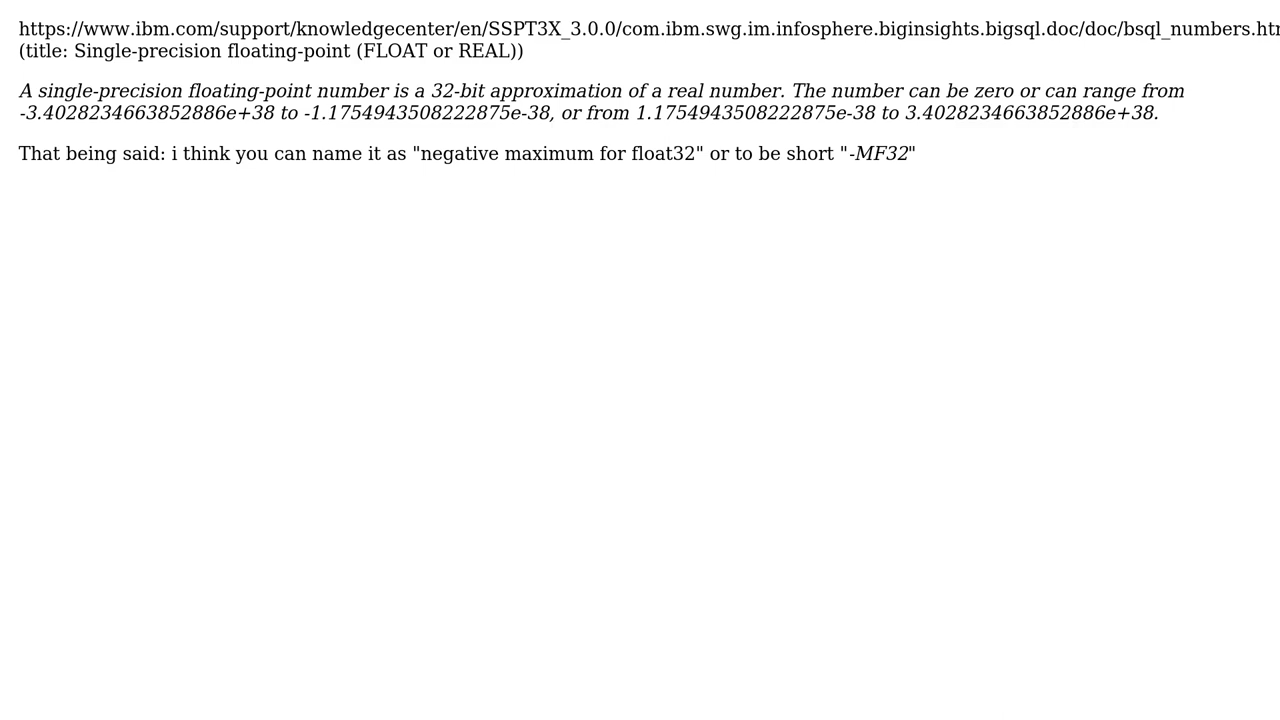 https://www.ibm.com/support/knowledgecenter/en/SSPT3X_3.0.0/com.ibm.swg.im.infosphere.biginsights.bigsql.doc/doc/bsql_numbers.htm
(title: Single-precision floating-point (FLOAT or REAL))
A single-precision floating-point number is a 32-bit approximation of a real number. The number can be zero or can range from
-3.4028234663852886e+38 to -1.1754943508222875e-38, or from 1.1754943508222875e-38 to 3.4028234663852886e+38.
That being said: i think you can name it as "negative maximum for float32" or to be short "-MF32"